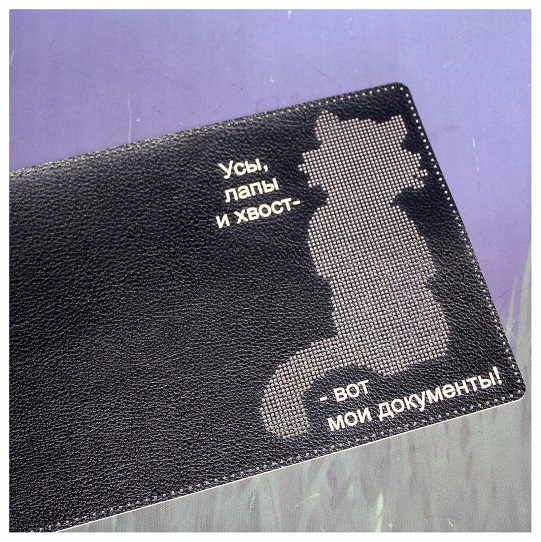 Усы,
лапы
и хвост-
- вот
мои документы!